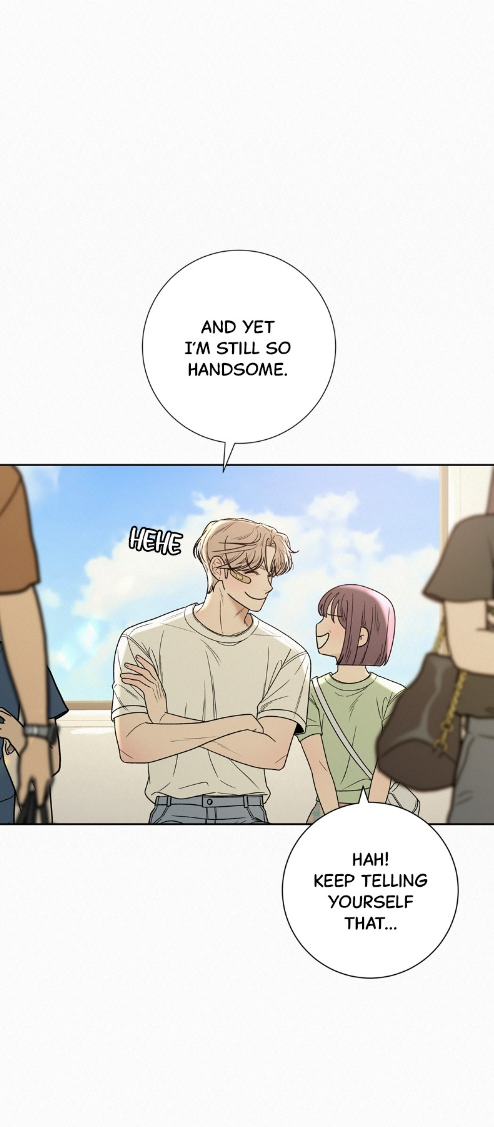 AND YET
I'M STILL SO
HANDSOME.
HEHE
HAH!
KEEP TELLING
YOURSELF
THAT...